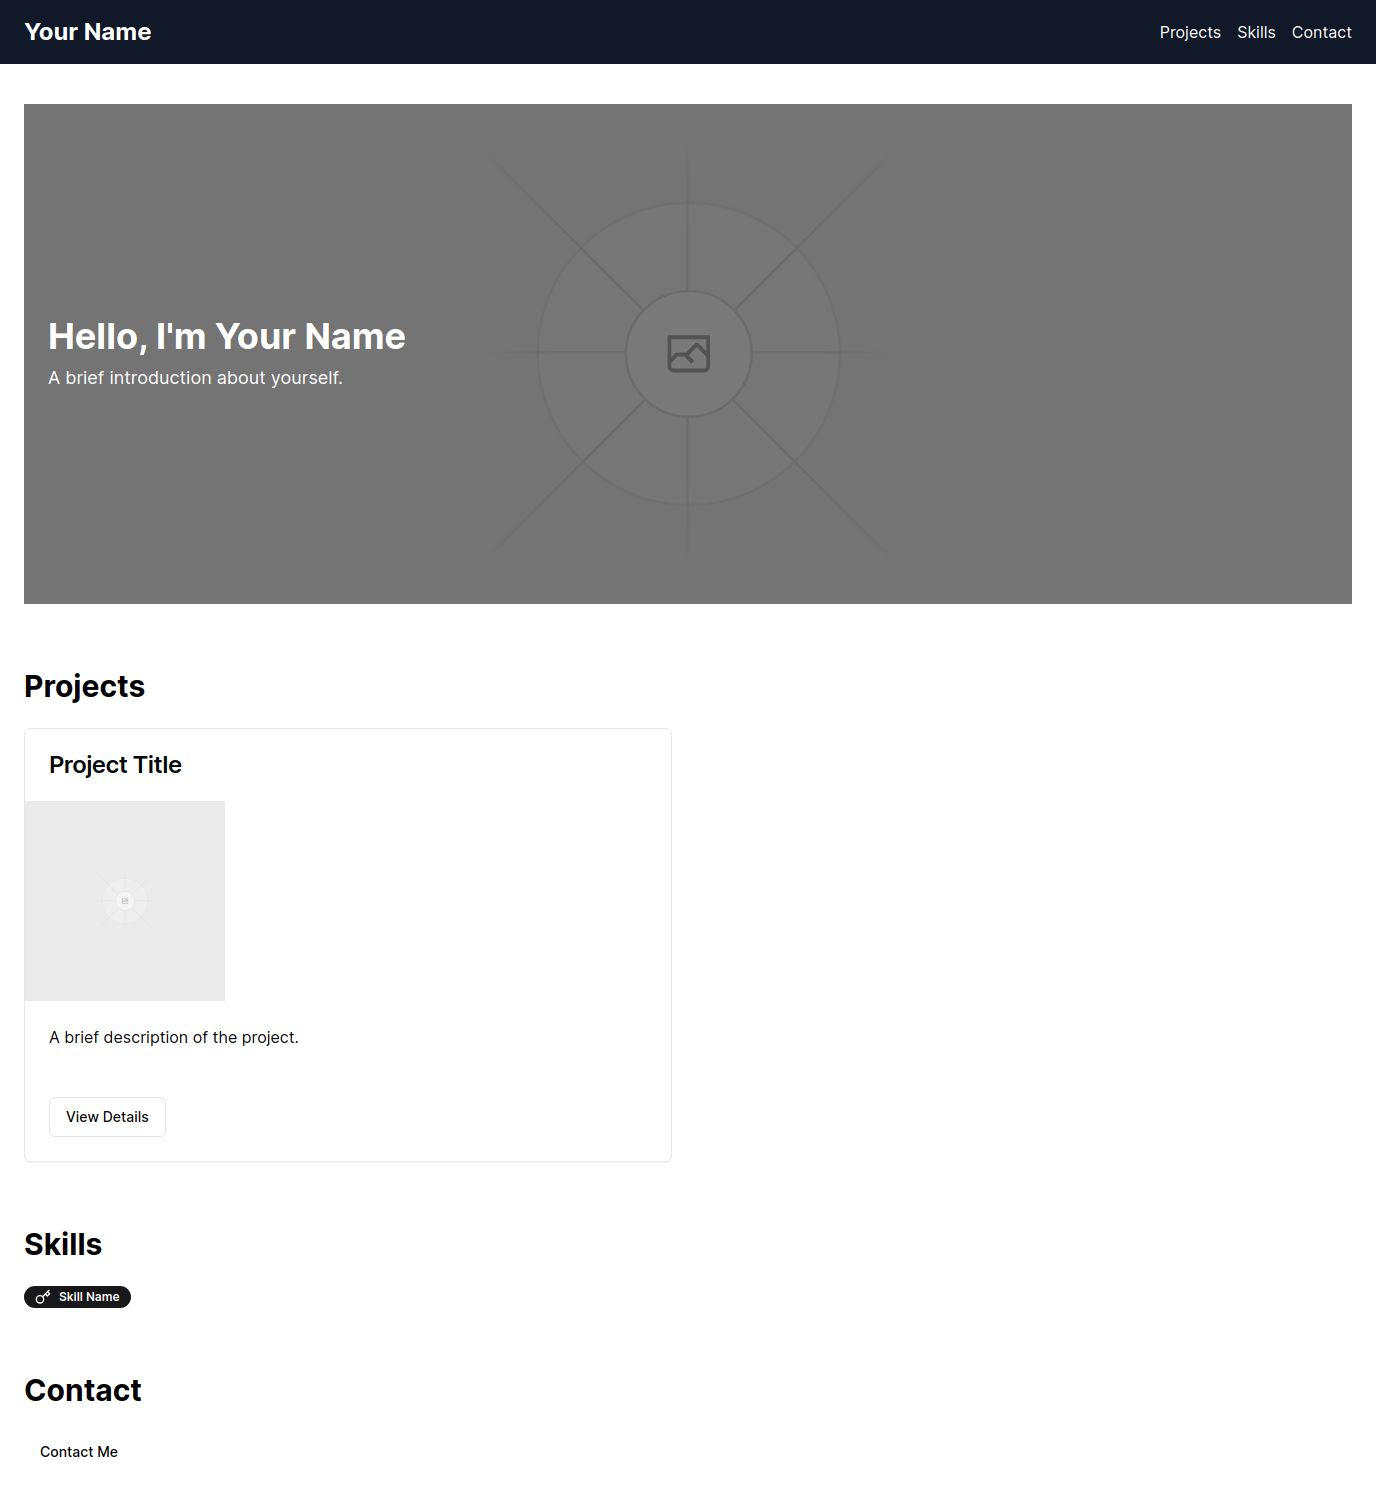 Your Name
Projects Skills Contact
Hello, I'm Your Name
A brief introduction about yourself.
Projects
Project Title
A brief description of the project.
View Details
Skills
Skill Name
Contact
Contact Me